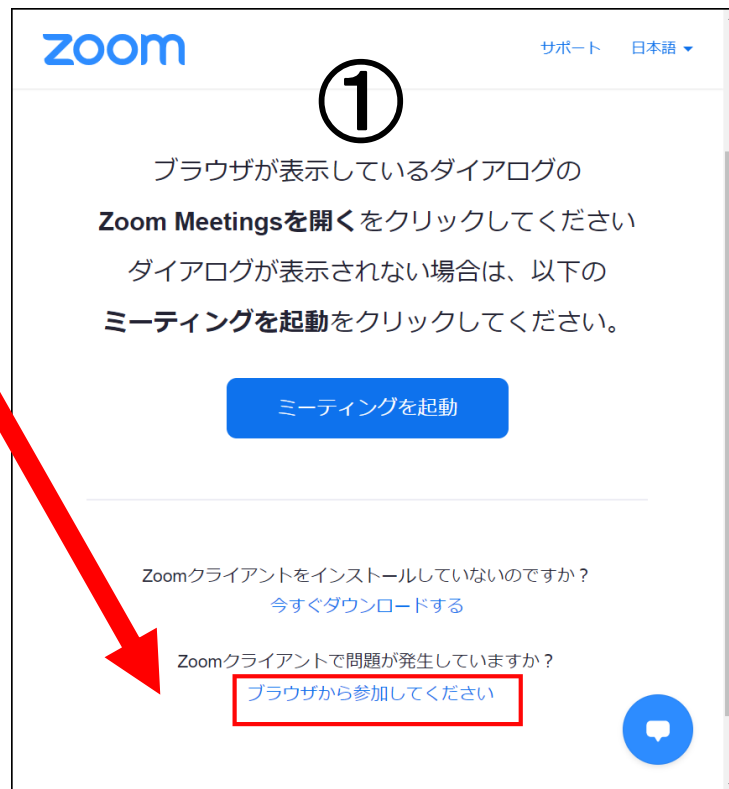 zoom
サポート 日本語
①
ブラウザが表示しているダイアログの
Zoom Meetingsを開くをクリックしてください
ダイアログが表示されない場合は、以下の
ミーティングを起動をクリックしてください。
ミーティングを起動
Zoomクライアントをインストールしていないのですか？
今すぐダウンロードする
Zoomクライアントで問題が発生していますか？
ブラウザから参加してください